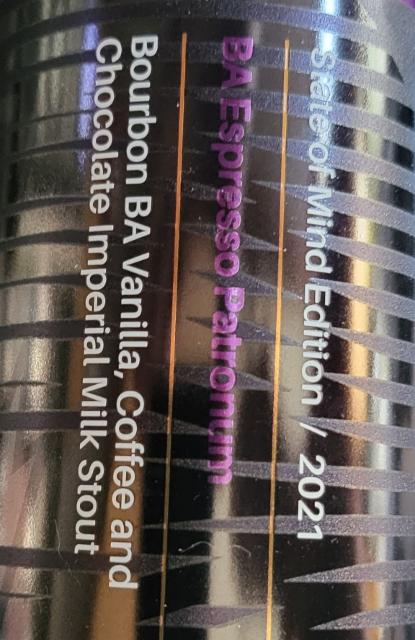 State of Mind Edition / 2021
BA Espresso Patronum
Bourbon BA Vanilla, Coffee and
Chocolate Imperial Milk Stout